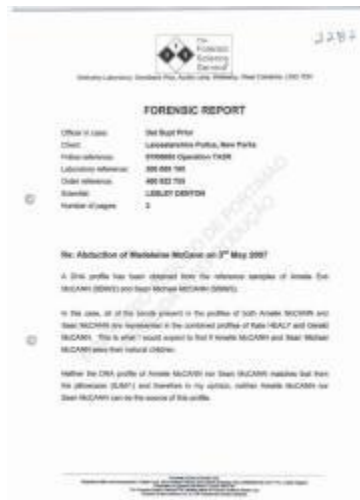 2282
The
Forensic
Science
Service
FORENSIC REPORT
Officer in case: Det Supt Prior
Client: Leicestershire Police, New Parks
Police reference: Operation TASK
Laboratory reference: 300 655 190
Order reference: 400 922 755
Scientist: LESLEY DENTON
Number of pages: 2
Re: Abduction of Madeleine McCann on 3rd May 2007
A DNA profile has been obtained from the reference samples of Amelie Eve
McCANN and Sean Michael McCANN
In this case, all of the bands present in the profiles of both Amelie McCANN and
Sean McCANN are represented in the combined profiles of Kate HEALY and Gerald
McCANN. This is what I would expect to find if Amelie McCANN and Sean Michael
McCANN were their natural children.
Neither the DNA profile of Amelie McCANN nor Sean McCANN matches that from
the pillowcase and therefore in my opinion, neither Amelie McCANN nor
Sean McCANN can be the source of this profile.